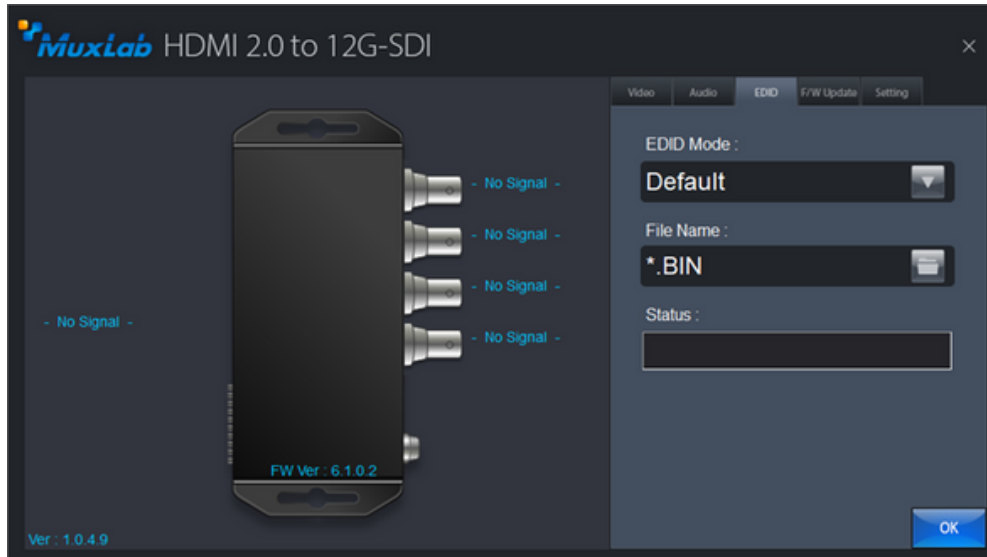 MuxLab HDMI 2.0 to 12G-SDI
Video Audio EDID F/W Update Setting
- No Signal -
- No Signal -
- No Signal -
- No Signal -
- No Signal -
FW Ver : 6.1.0.2
Ver : 1.0.4.9
EDID Mode :
Default
File Name :
*.BIN
Status :
OK